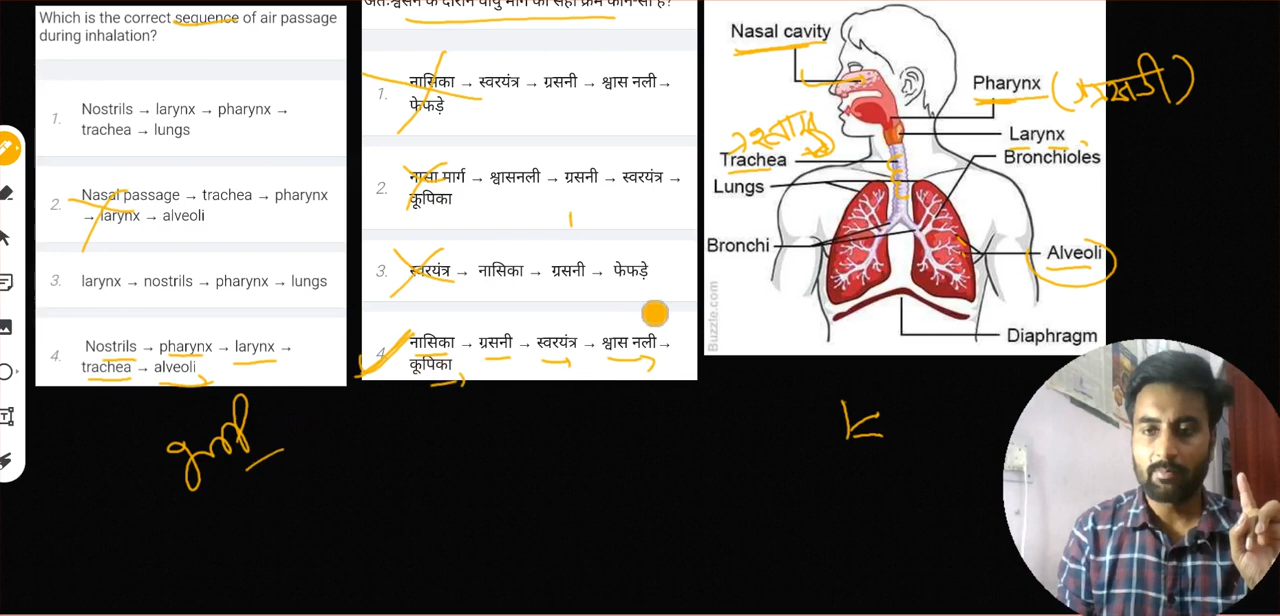 Which is the correct sequence of air passage
during inhalation?
1.
Nostrils → larynx → pharynx →
trachea → lungs
2.
Nasal passage → trachea → pharynx
→ larynx → alveoli
3.
larynx → nostrils → pharynx → lungs
4.
Nostrils → pharynx → larynx →
trachea → alveoli
अंतःश्वसन के दौरान वायु मार्ग का सही क्रम कौन-सा है?
1.
नासिका → स्वरयंत्र → ग्रसनी → श्वास नली →
फेफड़े
2.
नासा मार्ग → श्वासनली → ग्रसनी → स्वरयंत्र →
कूपिका
3.
स्वरयंत्र → नासिका → ग्रसनी → फेफड़े
4.
नासिका → ग्रसनी → स्वरयंत्र → श्वास नली →
कूपिका
Nasal cavity
Pharynx
Larynx
Bronchioles
Trachea
Lungs
Bronchi
Alveoli
Diaphragm
Buzzle.com